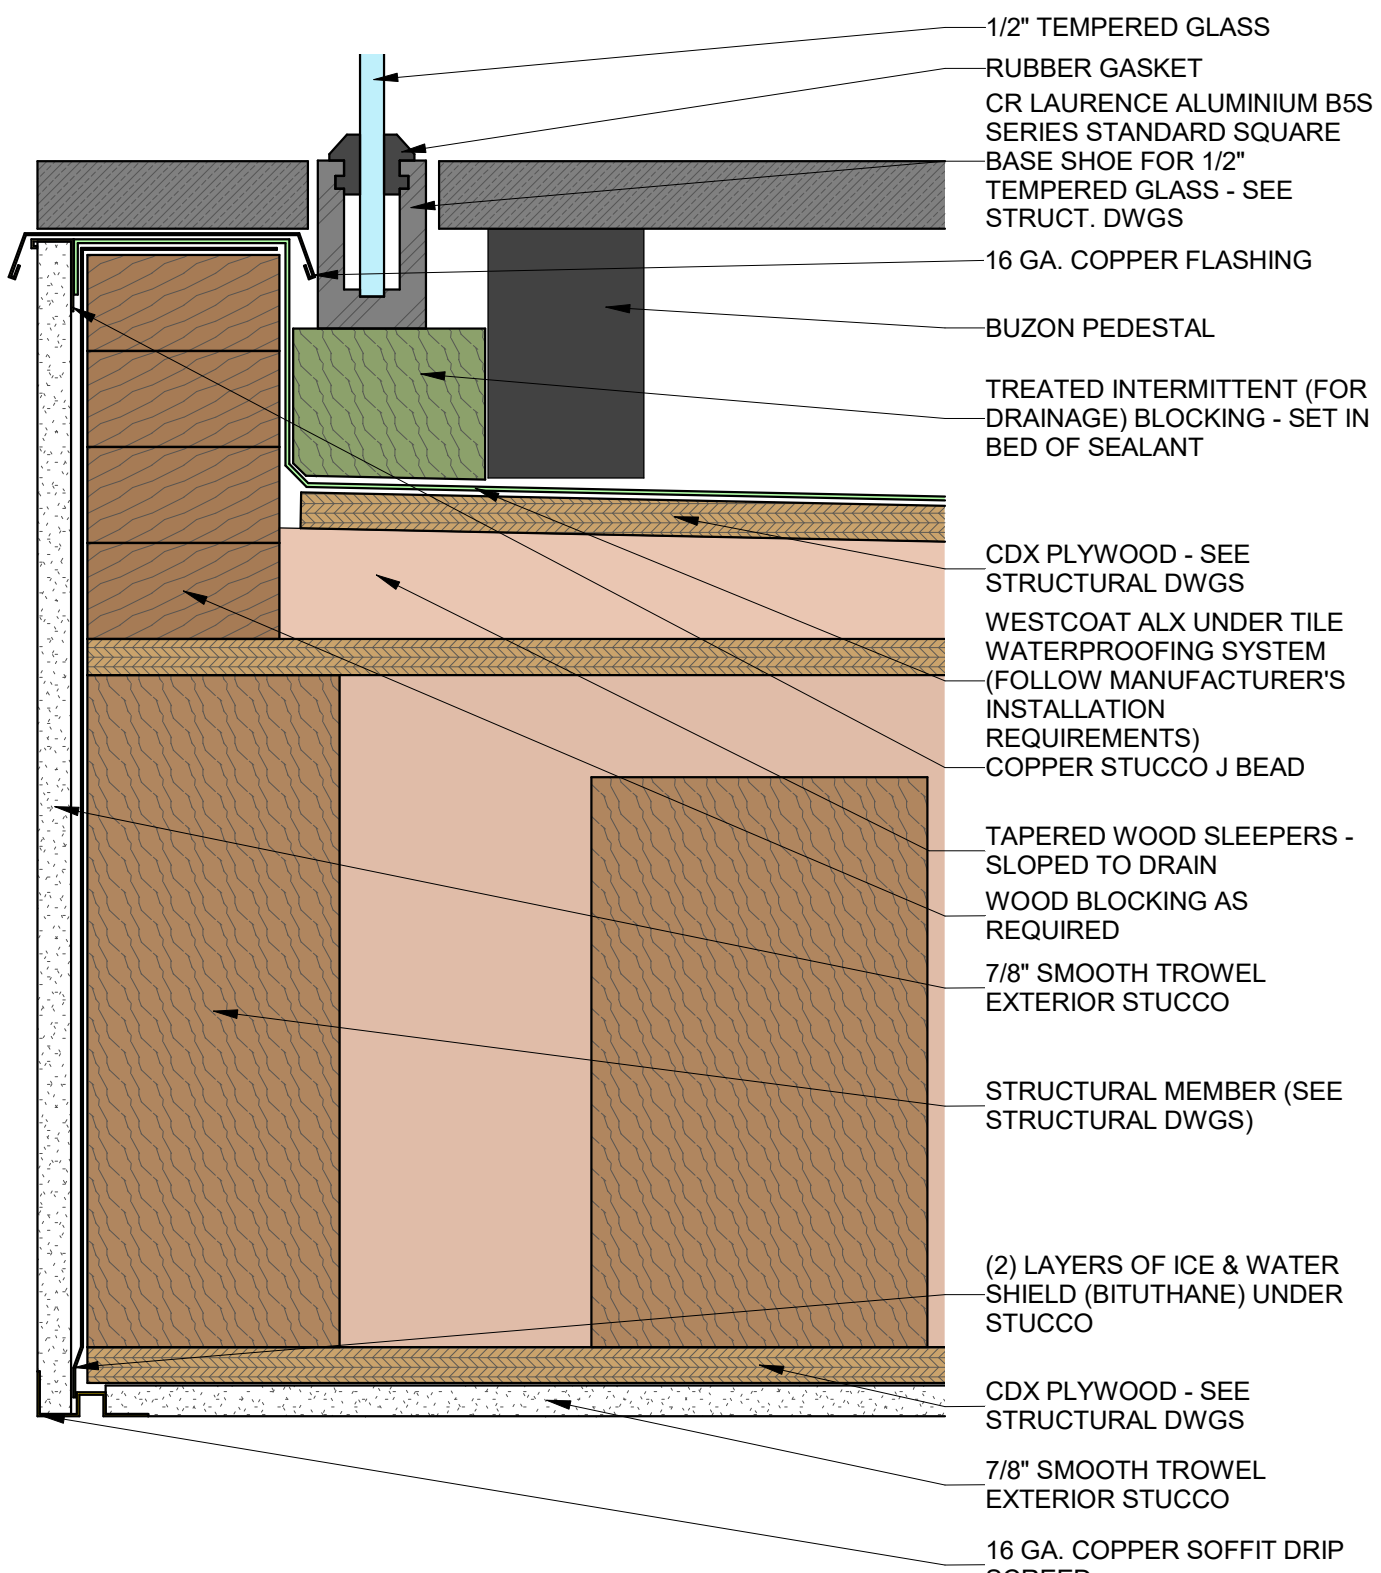 1/2" TEMPERED GLASS
RUBBER GASKET
CR LAURENCE ALUMINIUM B5S
SERIES STANDARD SQUARE
BASE SHOE FOR 1/2"
TEMPERED GLASS - SEE
STRUCT. DWGS
16 GA. COPPER FLASHING
BUZON PEDESTAL
TREATED INTERMITTENT (FOR
DRAINAGE) BLOCKING - SET IN
BED OF SEALANT
CDX PLYWOOD - SEE
STRUCTURAL DWGS
WESTCOAT ALX UNDER TILE
WATERPROOFING SYSTEM
(FOLLOW MANUFACTURER'S
INSTALLATION
REQUIREMENTS)
COPPER STUCCO J BEAD
TAPERED WOOD SLEEPERS -
SLOPED TO DRAIN
WOOD BLOCKING AS
REQUIRED
7/8" SMOOTH TROWEL
EXTERIOR STUCCO
STRUCTURAL MEMBER (SEE
STRUCTURAL DWGS)
(2) LAYERS OF ICE & WATER
SHIELD (BITUTHANE) UNDER
STUCCO
CDX PLYWOOD - SEE
STRUCTURAL DWGS
7/8" SMOOTH TROWEL
EXTERIOR STUCCO
16 GA. COPPER SOFFIT DRIP